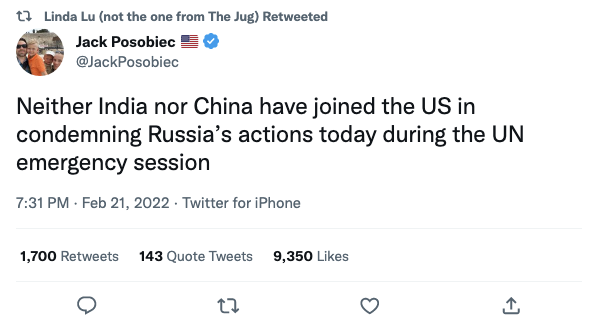 Linda Lu (not the one from The Jug) Retweeted
Jack Posobiec 🇺🇸
@JackPosobiec
Neither India nor China have joined the US in
condemning Russia’s actions today during the UN
emergency session
7:31 PM · Feb 21, 2022 · Twitter for iPhone
1,700 Retweets 143 Quote Tweets 9,350 Likes